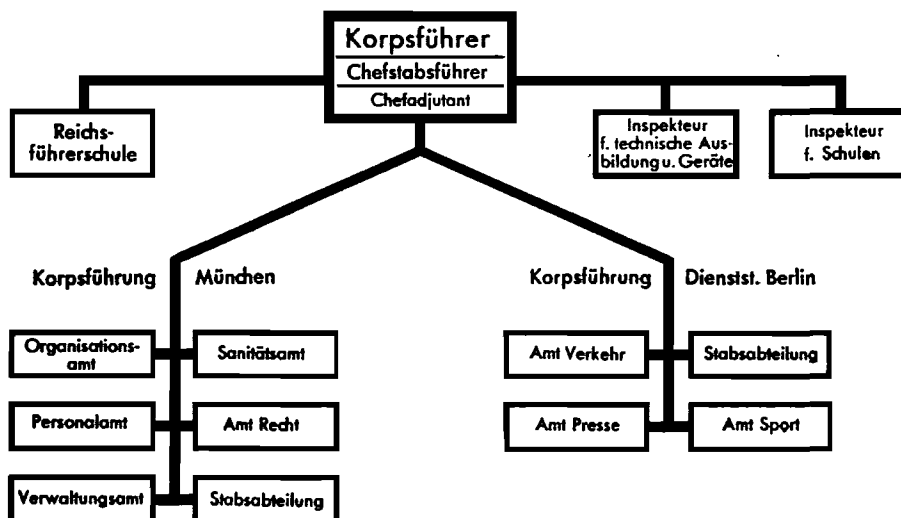 Korpsführer
Chefstabsführer
Chefadjutant
Reichs-
führerschule
Inspekteur
f. technische Aus-
bildung u. Geräte
Inspekteur
f. Schulen
Korpsführung München
Korpsführung Dienstst. Berlin
Organisations-
amt
Sanitätsamt
Amt Verkehr
Stabsabteilung
Personalamt
Amt Recht
Amt Presse
Amt Sport
Verwaltungsamt
Stabsabteilung